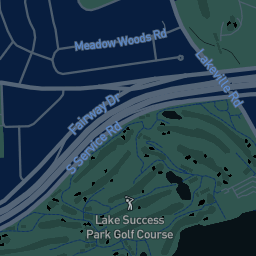 Meadow Woods Rd
Lakeville Rd
Fairway Dr
S Service Rd
Lake Success
Park Golf Course